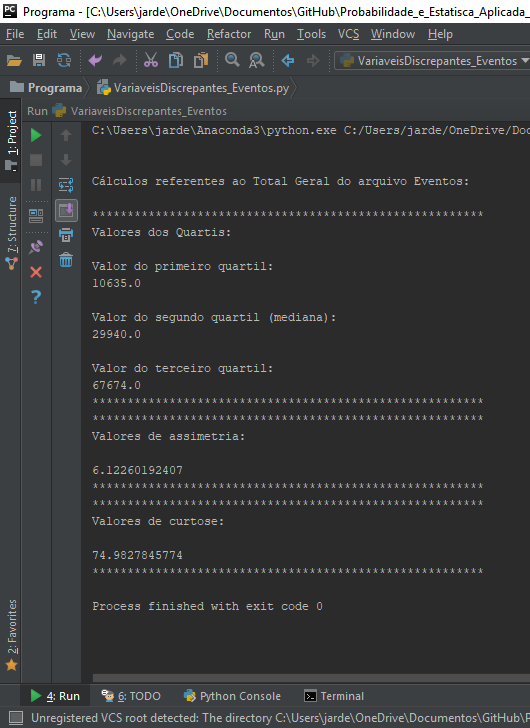 Programa - [C:\Users\jarde\OneDrive\Documentos\GitHub\Probabilidade_e_Estatisca_Aplicada_
File Edit View Navigate Code Refactor Run Tools VCS Window Help
VariaveisDiscrepantes_Eventos
Programa VariaveisDiscrepantes_Eventos.py
Run VariaveisDiscrepantes_Eventos
1: Project
7: Structure
2: Favorites
C:\Users\jarde\Anaconda3\python.exe C:/Users/jarde/OneDrive/Doc
Cálculos referentes ao Total Geral do arquivo Eventos:
*********************************************************
Valores dos Quartis:
Valor do primeiro quartil:
10635.0
Valor do segundo quartil (mediana):
29940.0
Valor do terceiro quartil:
67674.0
*********************************************************
*********************************************************
Valores de assimetria:
6.12260192407
*********************************************************
*********************************************************
Valores de curtose:
74.9827845774
*********************************************************
Process finished with exit code 0
4: Run 6: TODO Python Console Terminal
Unregistered VCS root detected: The directory C:\Users\jarde\OneDrive\Documentos\GitHub\P